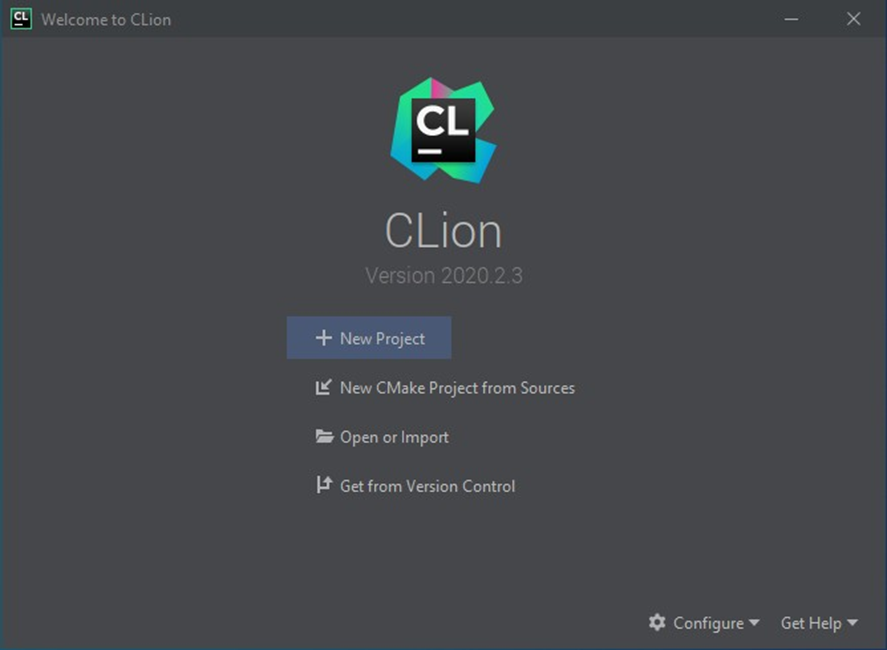 CL
Welcome to CLion
CL
CLion
Version 2020.2.3
New Project
New CMake Project from Sources
Open or Import
Get from Version Control
Configure
Get Help